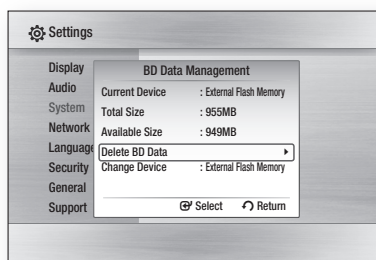 Settings
Display
Audio
System
Network
Language
Security
General
Support
BD Data Management
Current Device : External Flash Memory
Total Size : 955MB
Available Size : 949MB
Delete BD Data
Change Device : External Flash Memory
Select Return